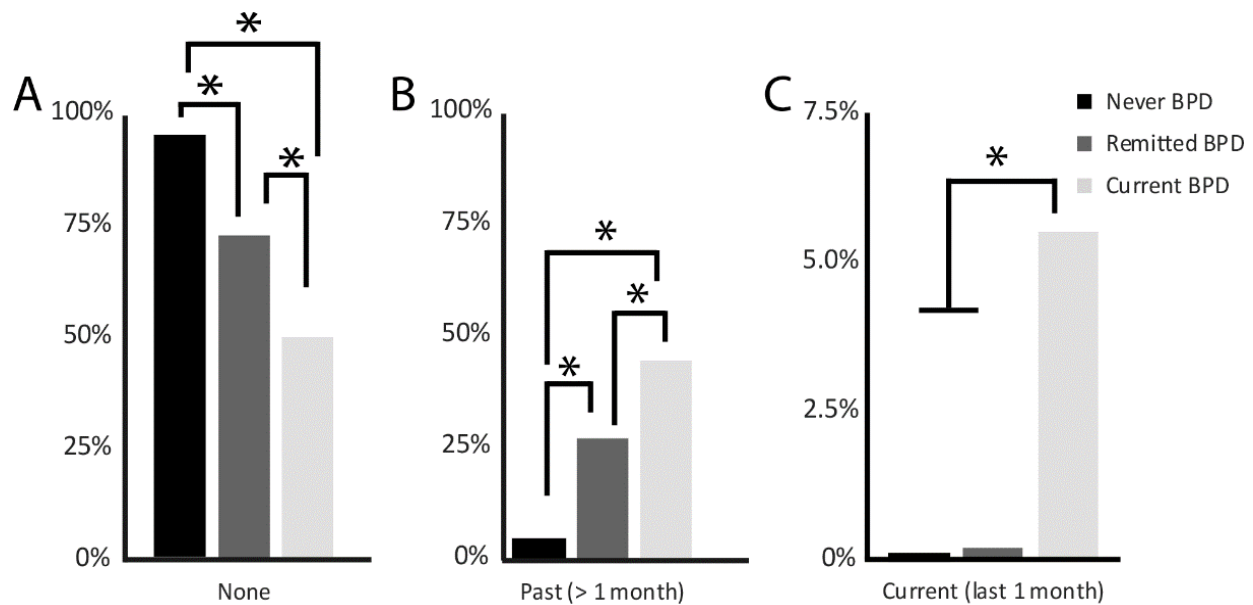 A
100%
75%
50%
25%
0%
*
*
*
None
B
100%
75%
50%
25%
0%
*
*
*
Past (> 1 month)
C
7.5%
5.0%
2.5%
0%
*
Current (last 1 month)
Never BPD
Remitted BPD
Current BPD